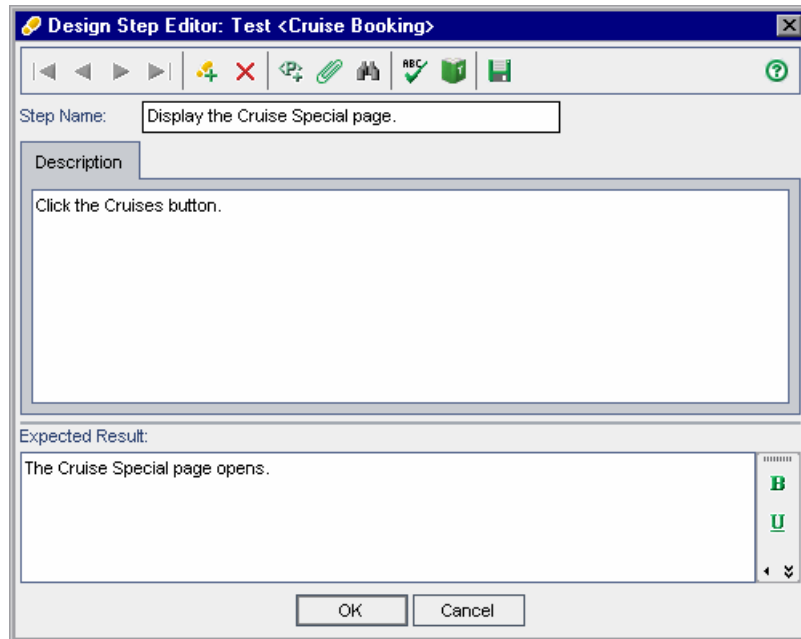 Design Step Editor: Test <Cruise Booking>
<P>
ABC
?
Step Name: Display the Cruise Special page.
Description
Click the Cruises button.
Expected Result:
The Cruise Special page opens.
B
U
OK Cancel